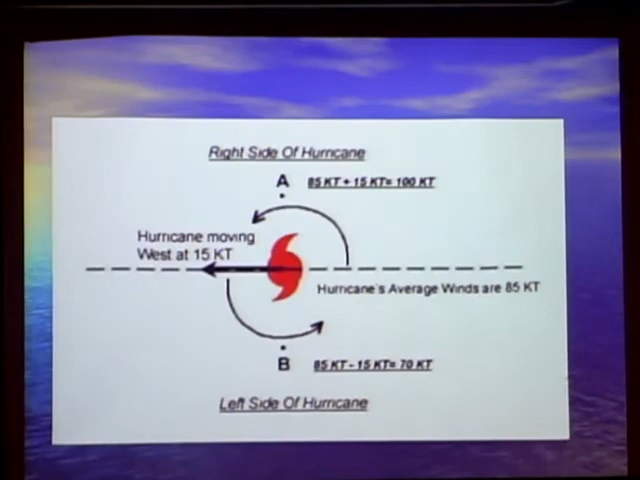 Right Side Of Hurricane
A
85 KT + 15 KT= 100 KT
Hurricane moving
West at 15 KT
Hurricane's Average Winds are 85 KT
B
85 KT - 15 KT= 70 KT
Left Side Of Hurricane